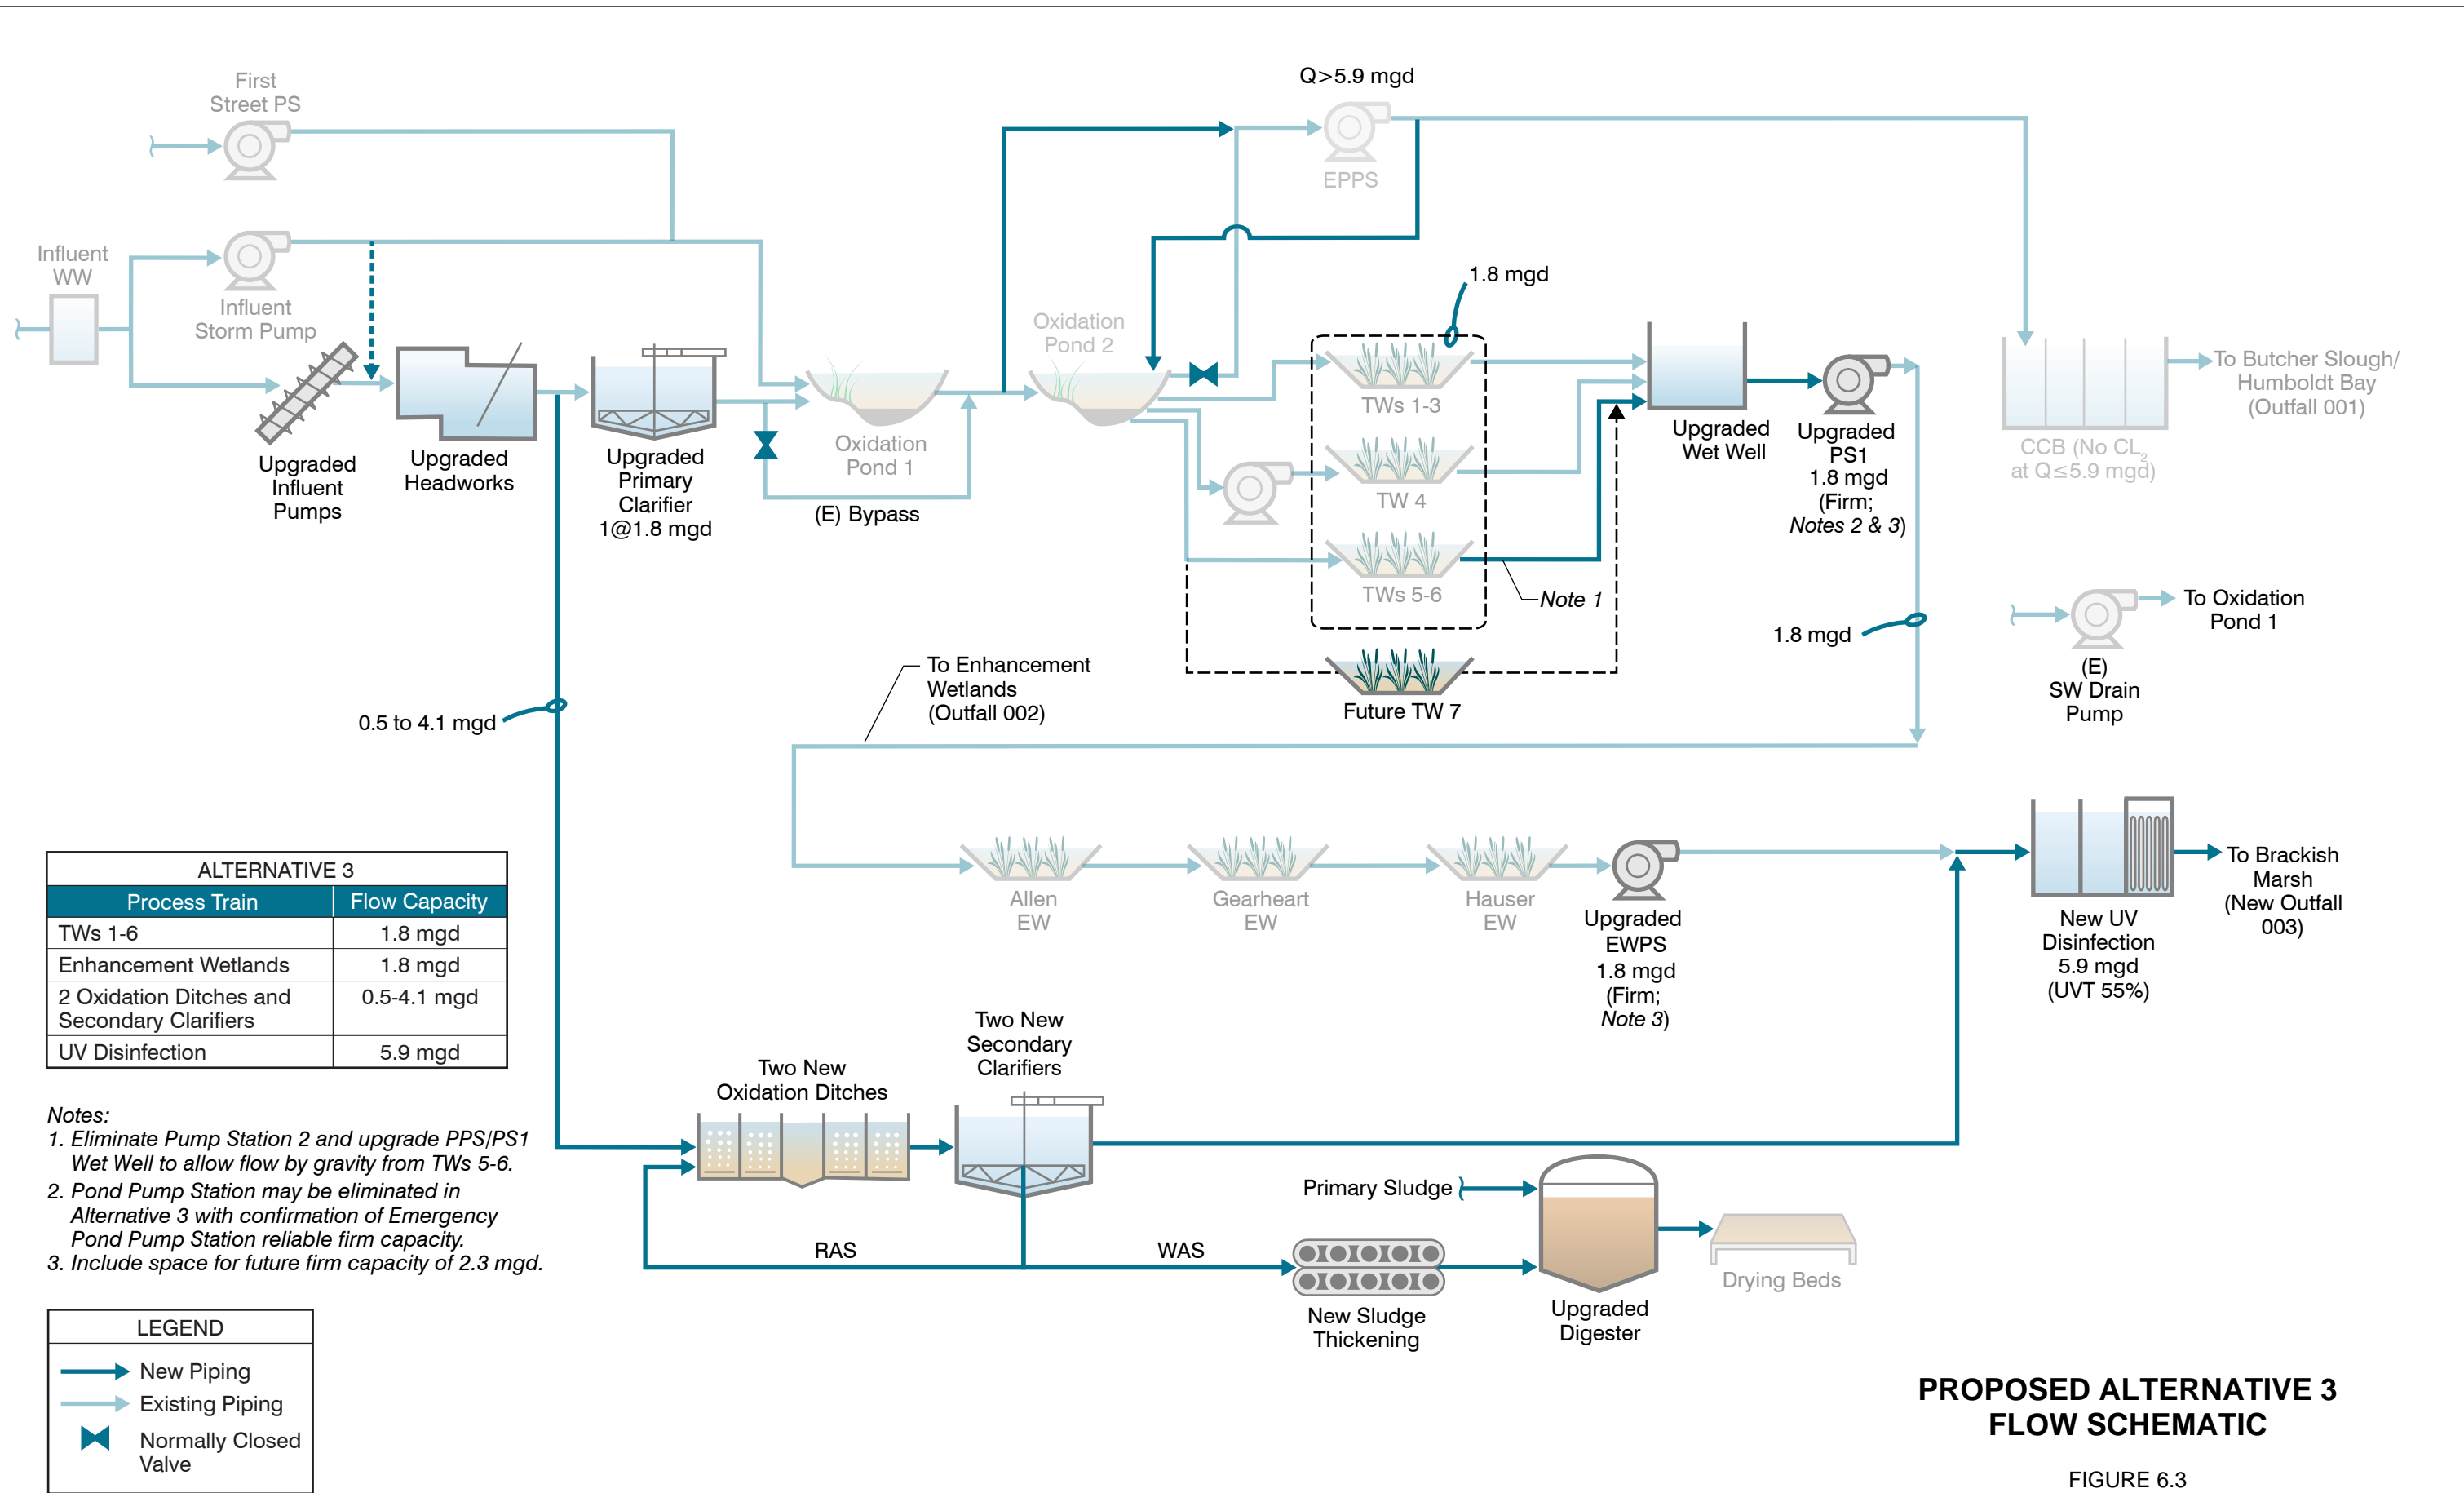 First
Street PS
Influent
WW
Influent
Storm Pump
Upgraded
Influent
Pumps
Upgraded
Headworks
Upgraded
Primary
Clarifier
1@1.8 mgd
Oxidation
Pond 1
(E) Bypass
Oxidation
Pond 2
Q>5.9 mgd
EPPS
1.8 mgd
TWs 1-3
TW 4
TWs 5-6
Note 1
Future TW 7
Upgraded
Wet Well
Upgraded
PS1
1.8 mgd
(Firm;
Notes 2 & 3)
CCB (No CL2
at Q≤5.9 mgd)
To Butcher Slough/
Humboldt Bay
(Outfall 001)
To Oxidation
Pond 1
(E)
SW Drain
Pump
1.8 mgd
0.5 to 4.1 mgd
To Enhancement
Wetlands
(Outfall 002)
Allen
EW
Gearheart
EW
Hauser
EW
Upgraded
EWPS
1.8 mgd
(Firm;
Note 3)
New UV
Disinfection
5.9 mgd
(UVT 55%)
To Brackish
Marsh
(New Outfall
003)
ALTERNATIVE 3
Process Train Flow Capacity
TWs 1-6 1.8 mgd
Enhancement Wetlands 1.8 mgd
2 Oxidation Ditches and 0.5-4.1 mgd
Secondary Clarifiers
UV Disinfection 5.9 mgd
Two New
Oxidation Ditches
Two New
Secondary
Clarifiers
RAS
WAS
Primary Sludge
New Sludge
Thickening
Upgraded
Digester
Drying Beds
Notes:
1. Eliminate Pump Station 2 and upgrade PPS/PS1
Wet Well to allow flow by gravity from TWs 5-6.
2. Pond Pump Station may be eliminated in
Alternative 3 with confirmation of Emergency
Pond Pump Station reliable firm capacity.
3. Include space for future firm capacity of 2.3 mgd.
LEGEND
New Piping
Existing Piping
Normally Closed
Valve
PROPOSED ALTERNATIVE 3
FLOW SCHEMATIC
FIGURE 6.3